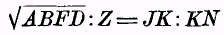 √ABFD : Z = JK : KN